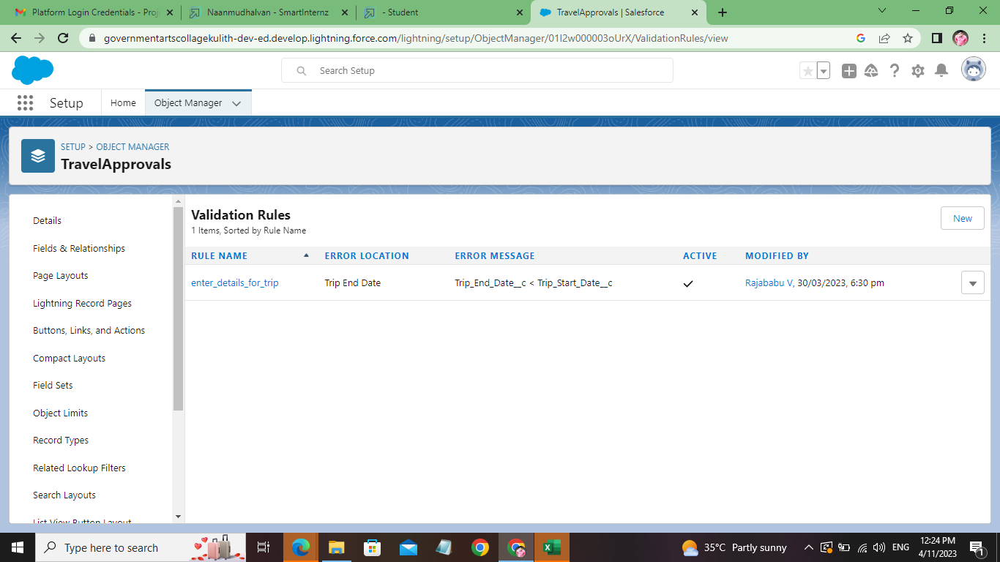 Platform Login Credentials - Proj
Naanmudhalvan - SmartInternz
- Student
TravelApprovals | Salesforce
governmentartscollagekulith-dev-ed.develop.lightning.force.com/lightning/setup/ObjectManager/01I2w000003oUrX/ValidationRules/view
Search Setup
Setup
Home
Object Manager
SETUP > OBJECT MANAGER
TravelApprovals
Details
Fields & Relationships
Page Layouts
Lightning Record Pages
Buttons, Links, and Actions
Compact Layouts
Field Sets
Object Limits
Record Types
Related Lookup Filters
Search Layouts
List View Button Layout
Validation Rules
1 Items, Sorted by Rule Name
New
RULE NAME ERROR LOCATION ERROR MESSAGE ACTIVE MODIFIED BY
enter_details_for_trip Trip End Date Trip_End_Date__c < Trip_Start_Date__c Rajababu V, 30/03/2023, 6:30 pm
Type here to search
35°C Partly sunny
ENG
12:24 PM
4/11/2023
1